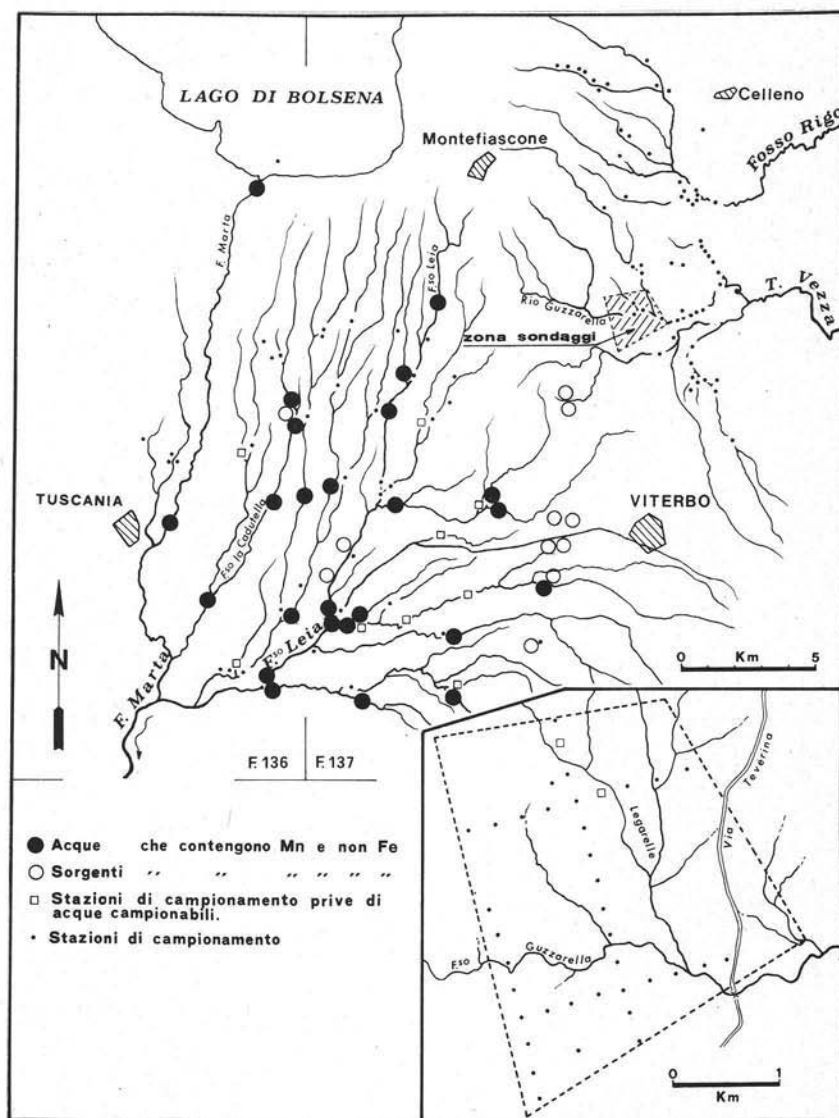 LAGO DI BOLSENA
Celleno
Montefiascone
Fosso Rigo
F. Marta
F.so Leia
Rio Guzzarella
T. Vezza
zona sondaggi
TUSCANIA
VITERBO
F.so la Cadutella
F.so Leia
N
F. Marta
0 Km 5
F. 136 F. 137
Via Teverina
Legarelle
F.so Guzzarella
0 1
Km
Acque che contengono Mn e non Fe
Sorgenti ,, ,, ,, ,, ,, ,,
Stazioni di campionamento prive di
acque campionabili.
Stazioni di campionamento